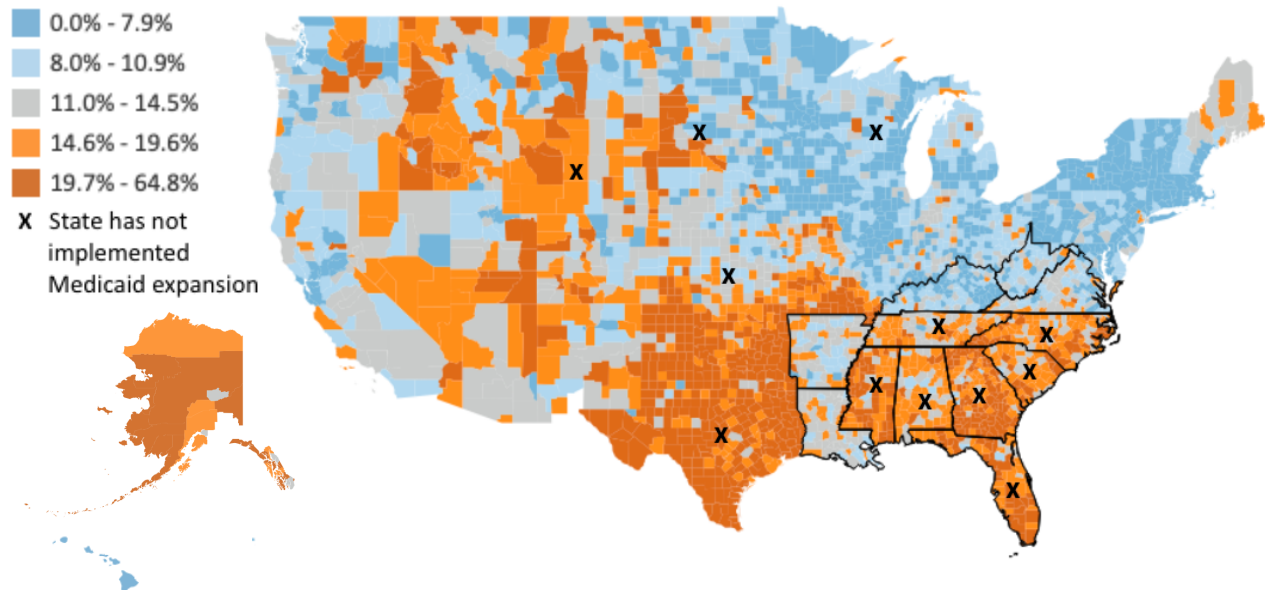 0.0% - 7.9%
8.0% - 10.9%
11.0% - 14.5%
14.6% - 19.6%
19.7% - 64.8%
X State has not
implemented
Medicaid expansion
X
X
X
X
X
X
X
X
X
X
X
X